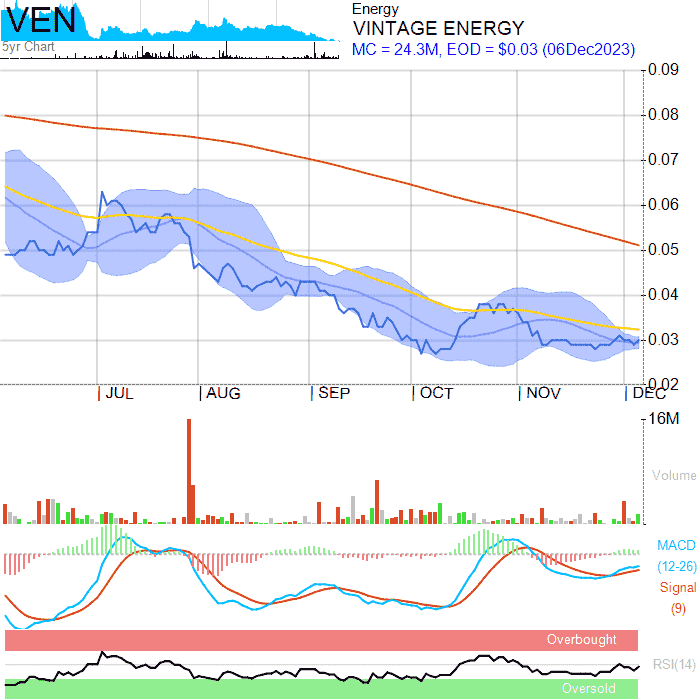 VEN
5yr Chart
Energy
VINTAGE ENERGY
MC = 24.3M, EOD = $0.03 (06Dec2023)
0.09
0.08
0.07
0.06
0.05
0.04
0.03
0.02
JUL
AUG
SEP
OCT
NOV
DEC
16M
Volume
MACD
(12-26)
Signal
(9)
Overbought
RSI(14)
Oversold